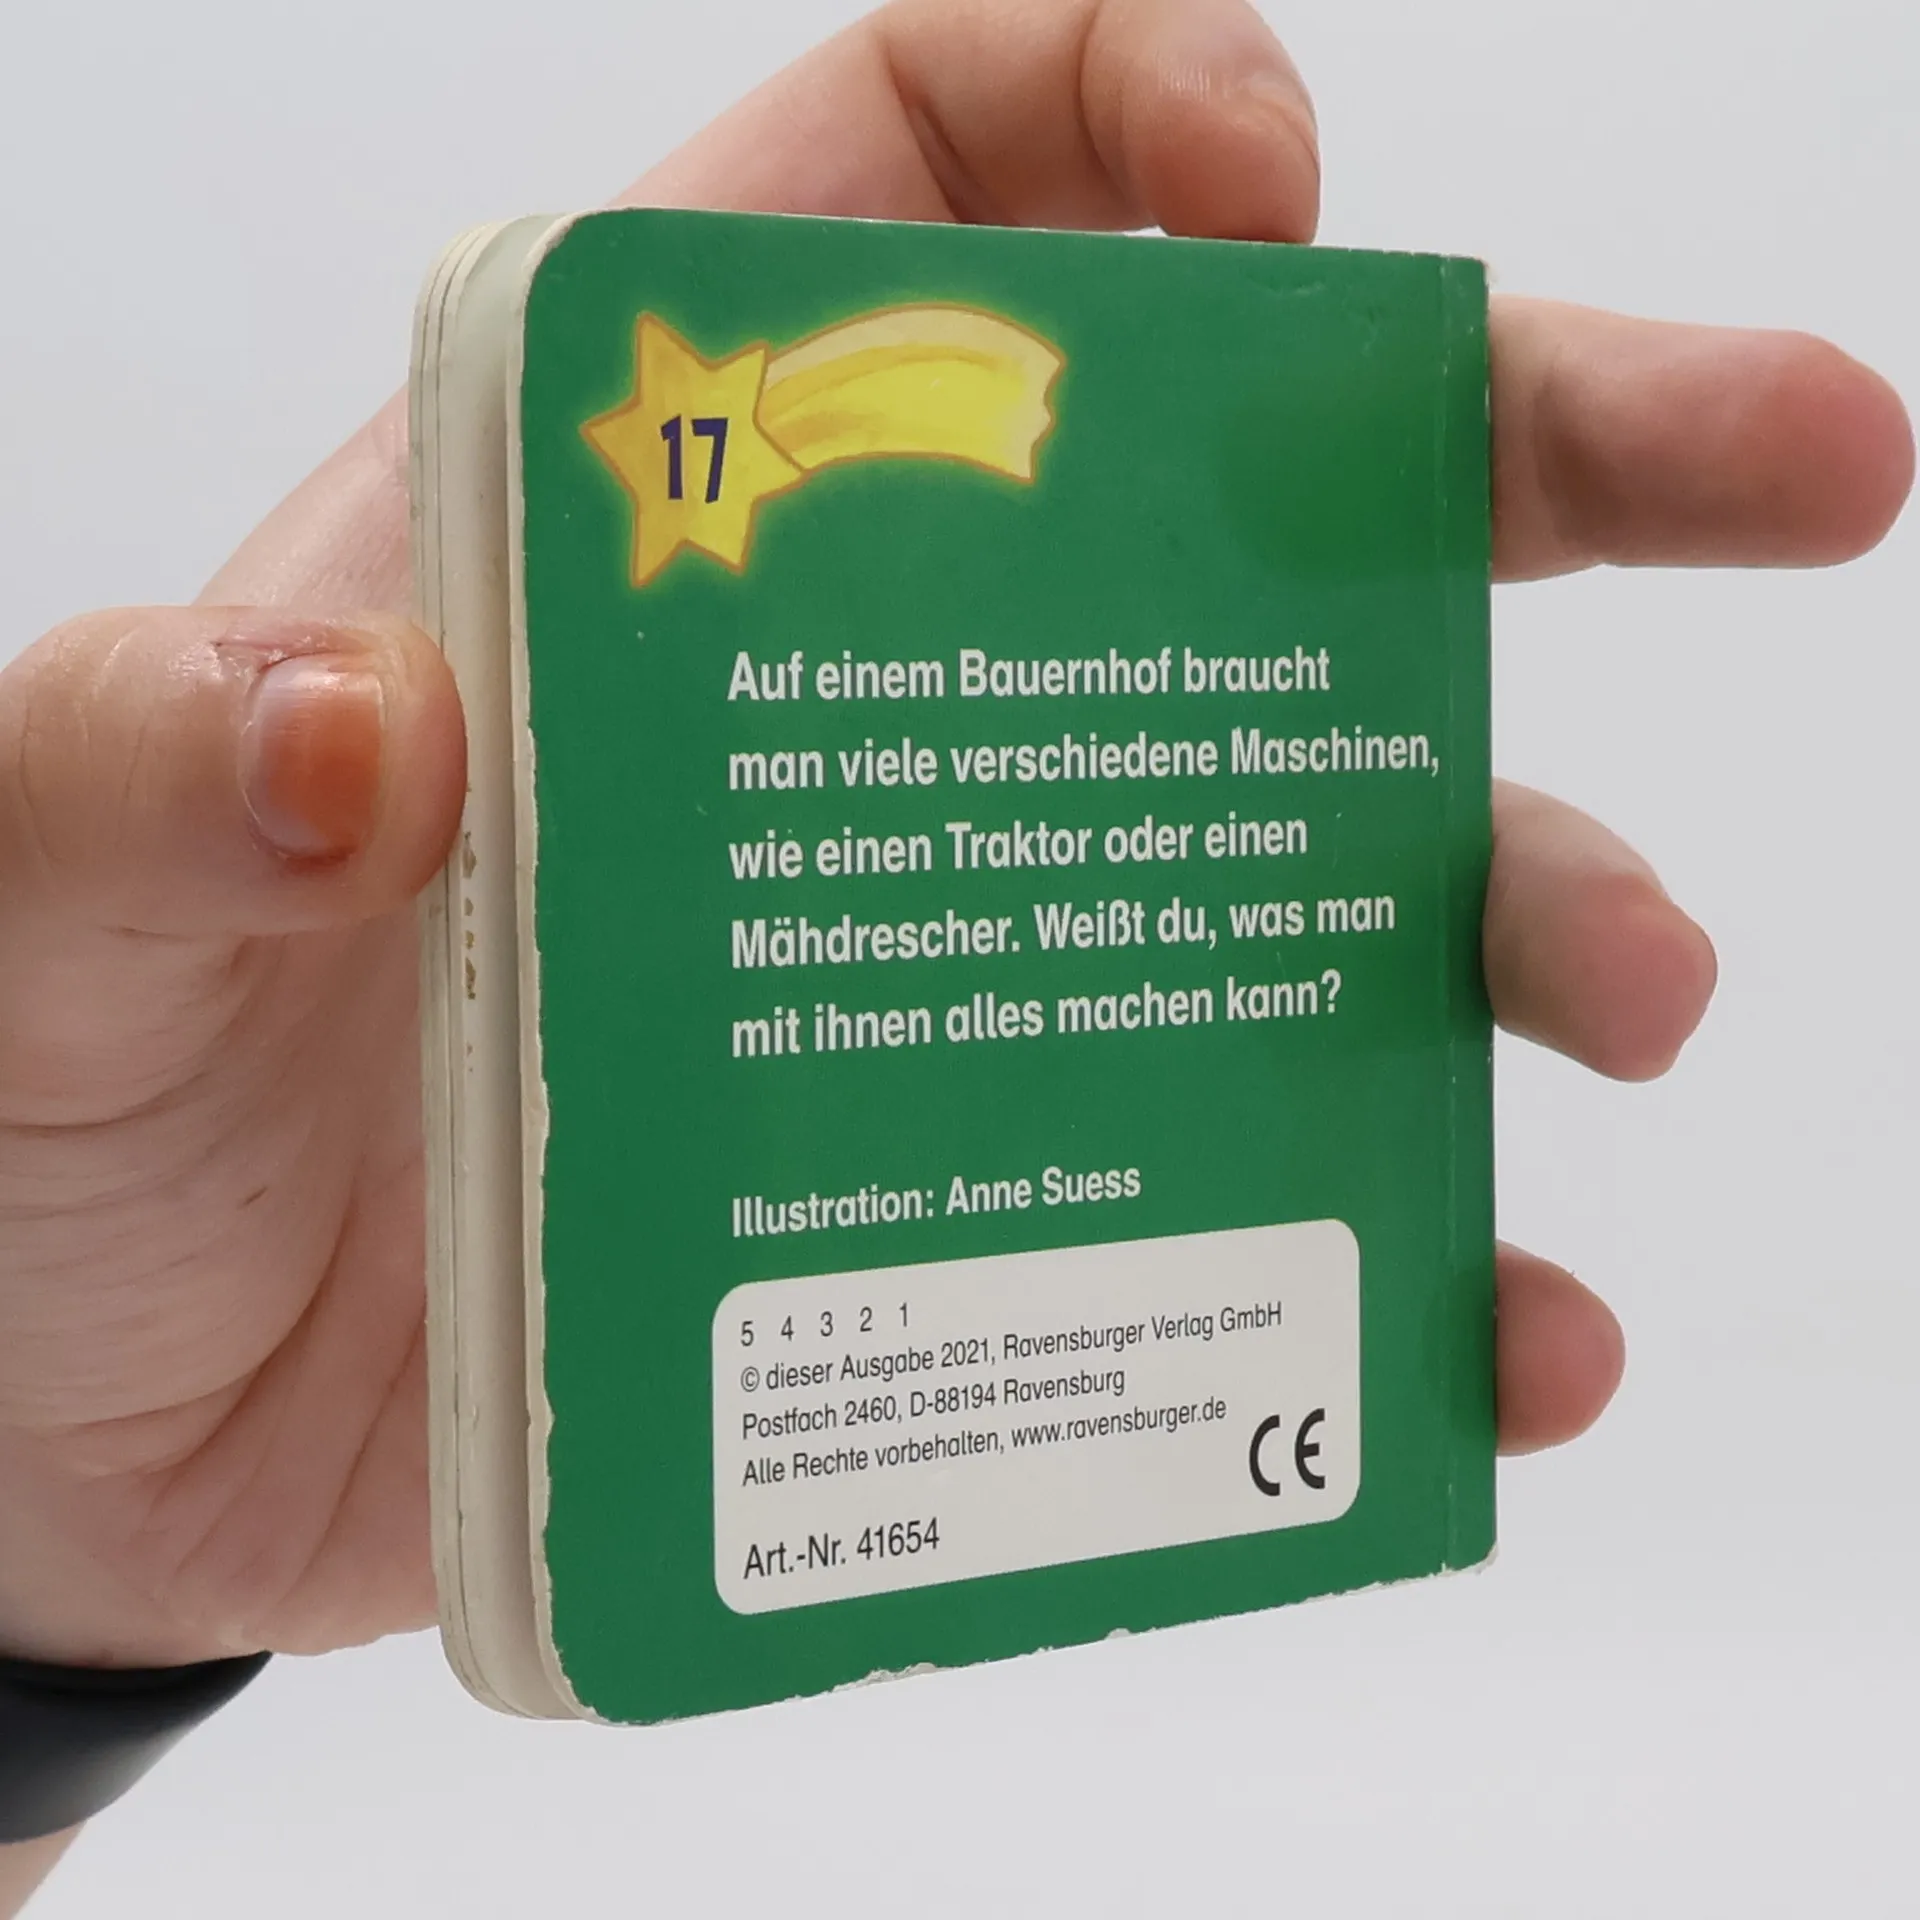 17
Auf einem Bauernhof braucht
man viele verschiedene Maschinen,
wie einen Traktor oder einen
Mähdrescher. Weißt du, was man
mit ihnen alles machen kann?
Illustration: Anne Suess
5 4 3 2 1
© dieser Ausgabe 2021, Ravensburger Verlag GmbH
Postfach 2460, D-88194 Ravensburg
Alle Rechte vorbehalten, www.ravensburger.de
CE
Art.-Nr. 41654